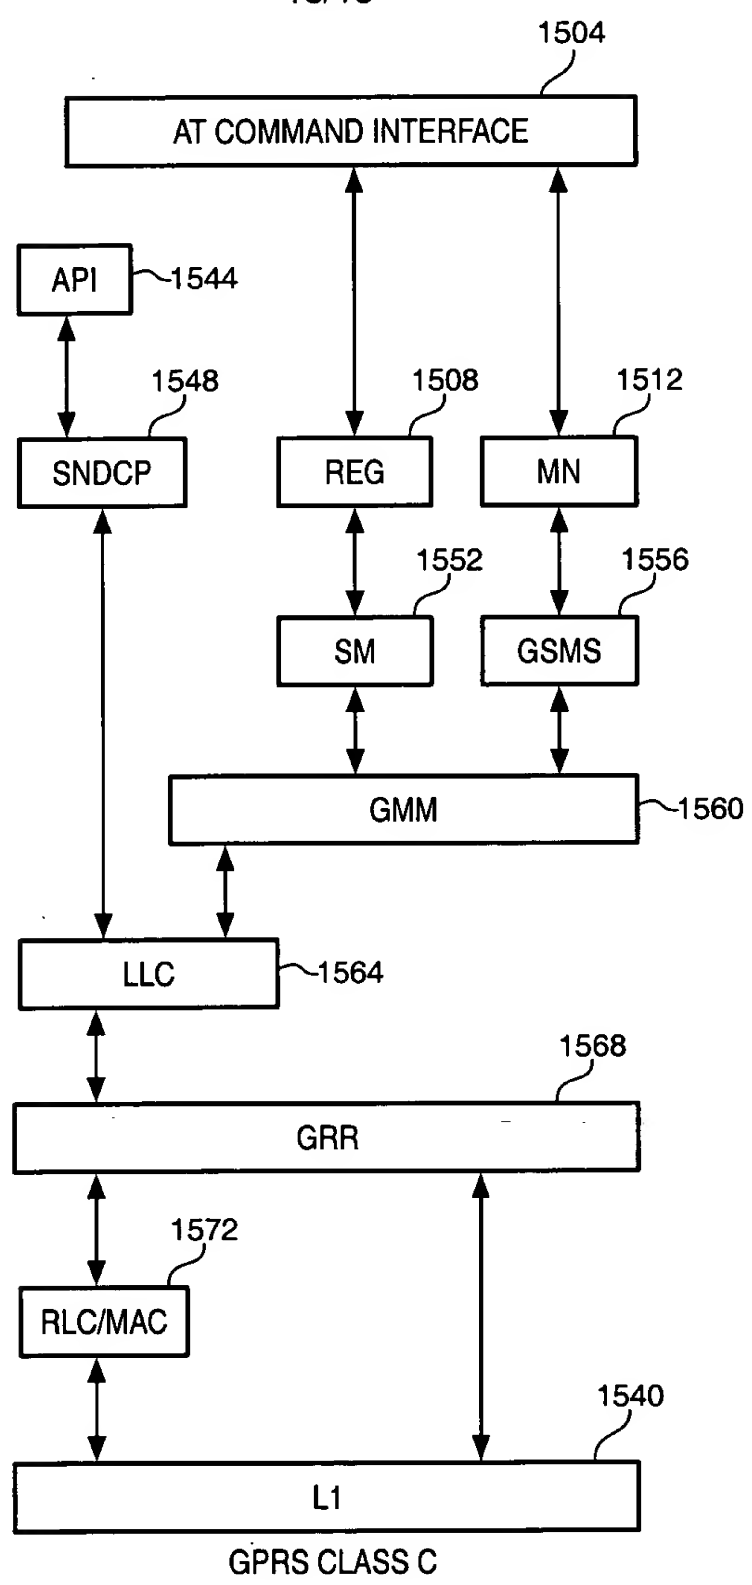 1504
AT COMMAND INTERFACE
API
1544
1548
1508
1512
SNDCP
REG
MN
1552
1556
SM
GSMS
GMM
1560
LLC
1564
1568
GRR
1572
RLC/MAC
1540
L1
GPRS CLASS C